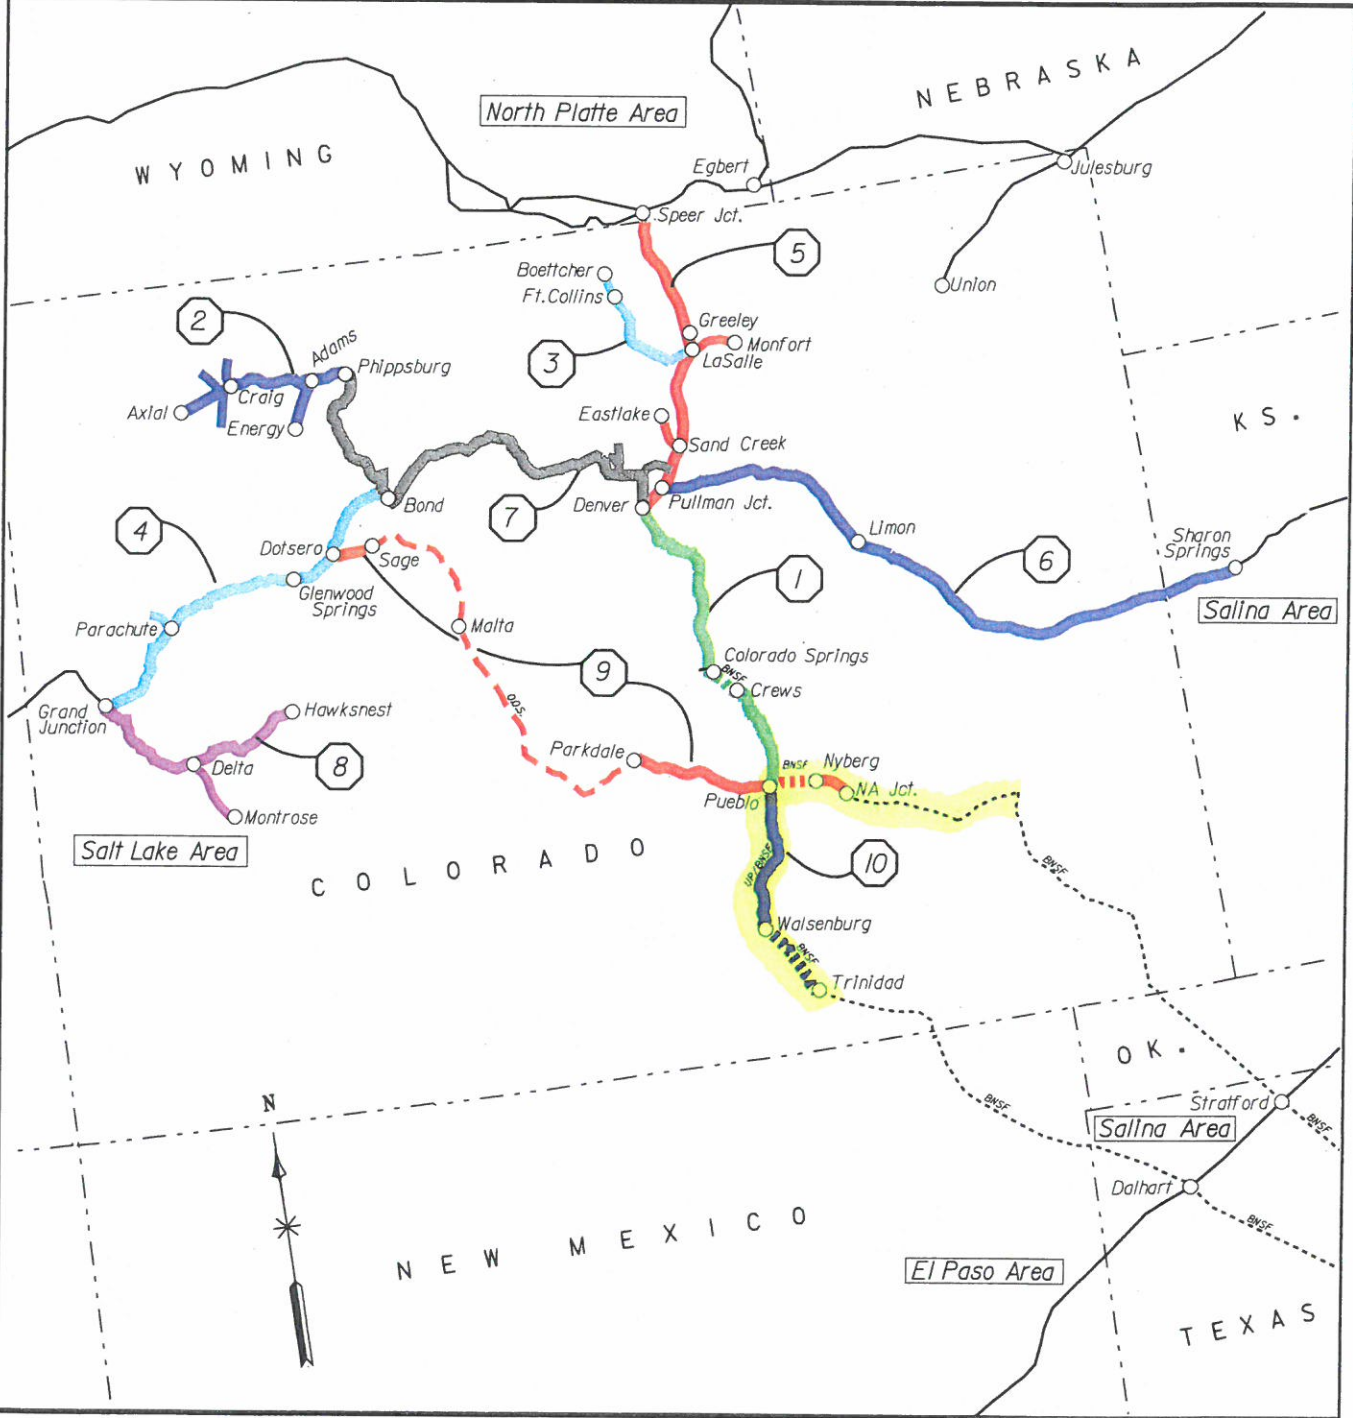 NEBRASKA
North Platte Area
WYOMING
Egbert
Julesburg
Speer Jct.
5
Boettcher
Ft.Collins
Union
2
Greeley
Adams
Monfort
3
LaSalle
Phippsburg
Craig
Axial
Energy
Eastlake
KS.
Sand Creek
Bond
7
Denver
Pullman Jct.
4
Limon
Sharon
Springs
Dotsero
Sage
6
1
Glenwood
Springs
Salina Area
Parachute
Malta
Colorado Springs
BNSF
9
Crews
Grand
Junction
Hawksnest
O.O.S.
Parkdale
BNSF
Nyberg
Delta
8
Pueblo
NA Jct.
Montrose
Salt Lake Area
COLORADO
UP/BNSF
10
BNSF
Walsenburg
BNSF
Trinidad
OK.
N
BNSF
Stratford
BNSF
Salina Area
Dalhart
BNSF
NEW MEXICO
El Paso Area
TEXAS